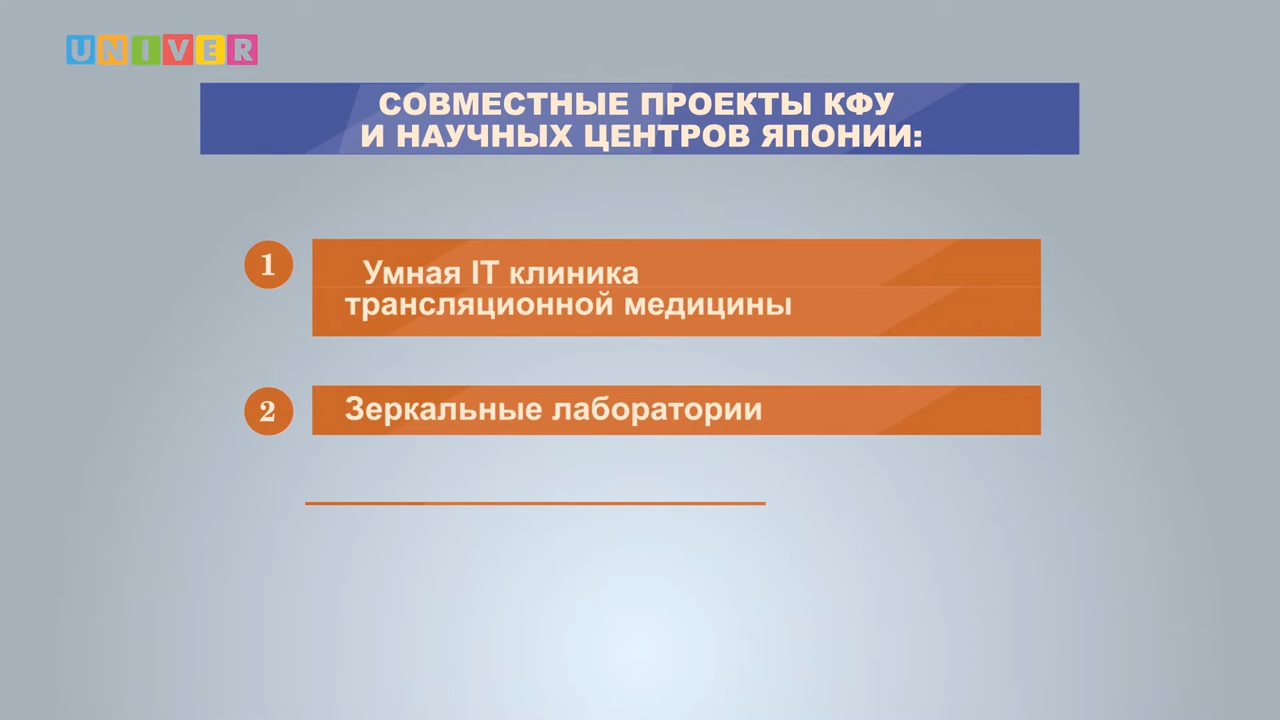 UNIVER
СОВМЕСТНЫЕ ПРОЕКТЫ КФУ
И НАУЧНЫХ ЦЕНТРОВ ЯПОНИИ:
1
Умная IT клиника
трансляционной медицины
2
Зеркальные лаборатории